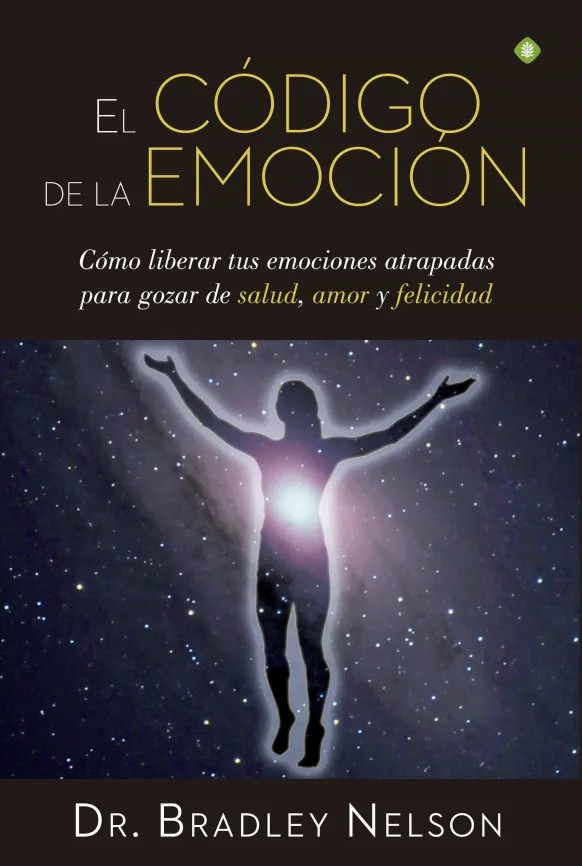 EL CÓDIGO
DE LA EMOCIÓN
Cómo liberar tus emociones atrapadas
para gozar de salud, amor y felicidad
DR. BRADLEY NELSON